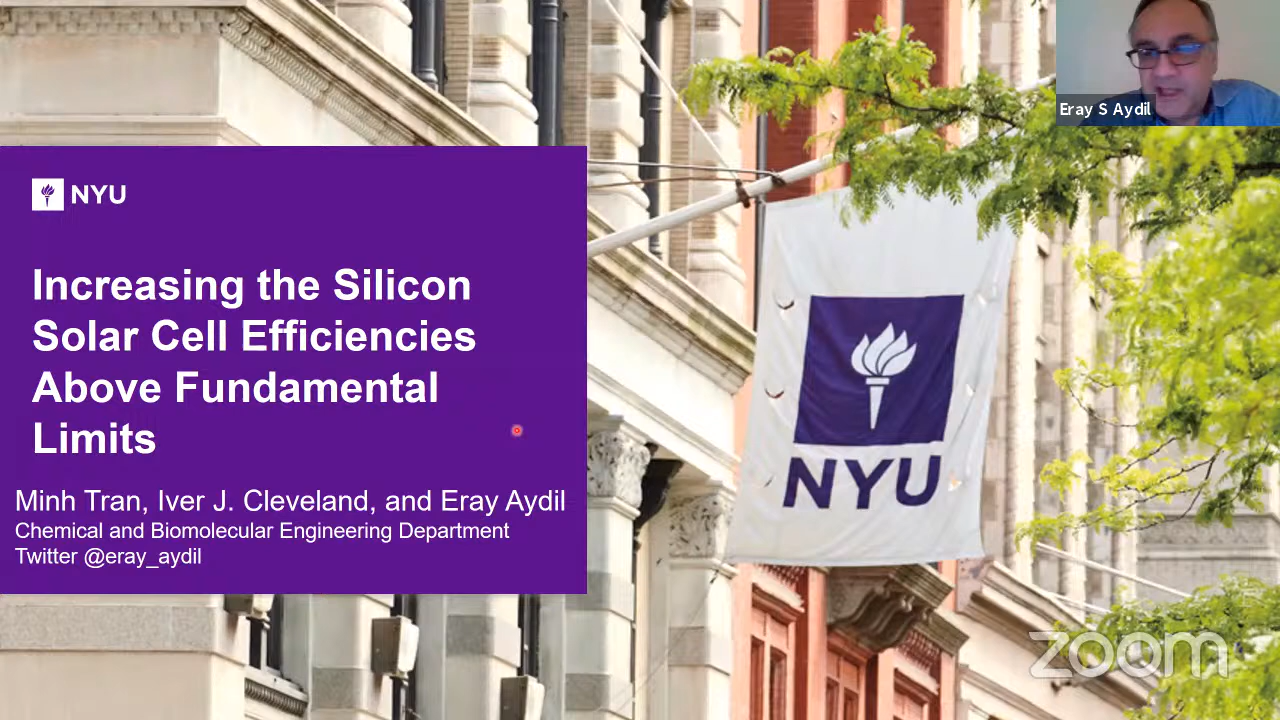 NYU
Increasing the Silicon
Solar Cell Efficiencies
Above Fundamental
Limits
Minh Tran, Iver J. Cleveland, and Eray Aydil
Chemical and Biomolecular Engineering Department
Twitter @eray_aydil
NYU
Eray S Aydil
zoom